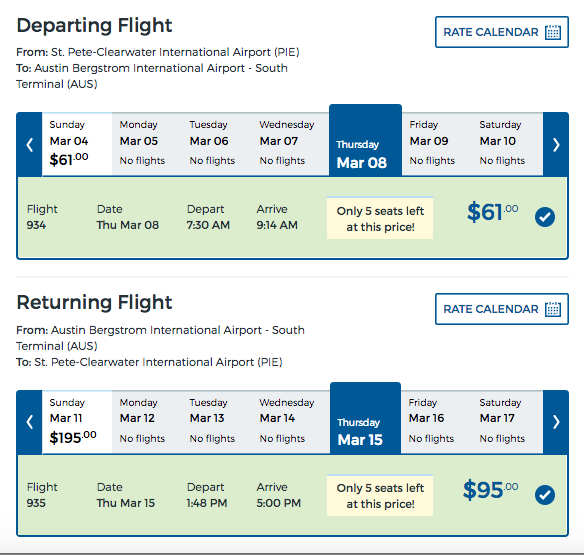 Departing Flight
RATE CALENDAR
From: St. Pete-Clearwater International Airport (PIE)
To: Austin Bergstrom International Airport - South
Terminal (AUS)
Sunday Monday Tuesday Wednesday Thursday Friday Saturday
Mar 04 Mar 05 Mar 06 Mar 07 Mar 08 Mar 09 Mar 10
$61.00 No flights No flights No flights No flights No flights
Flight Date Depart Arrive Only 5 seats left $61.00
934 Thu Mar 08 7:30 AM 9:14 AM at this price!
Returning Flight
RATE CALENDAR
From: Austin Bergstrom International Airport - South
Terminal (AUS)
To: St. Pete-Clearwater International Airport (PIE)
Sunday Monday Tuesday Wednesday Thursday Friday Saturday
Mar 11 Mar 12 Mar 13 Mar 14 Mar 15 Mar 16 Mar 17
$195.00 No flights No flights No flights No flights No flights
Flight Date Depart Arrive Only 5 seats left $95.00
935 Thu Mar 15 1:48 PM 5:00 PM at this price!